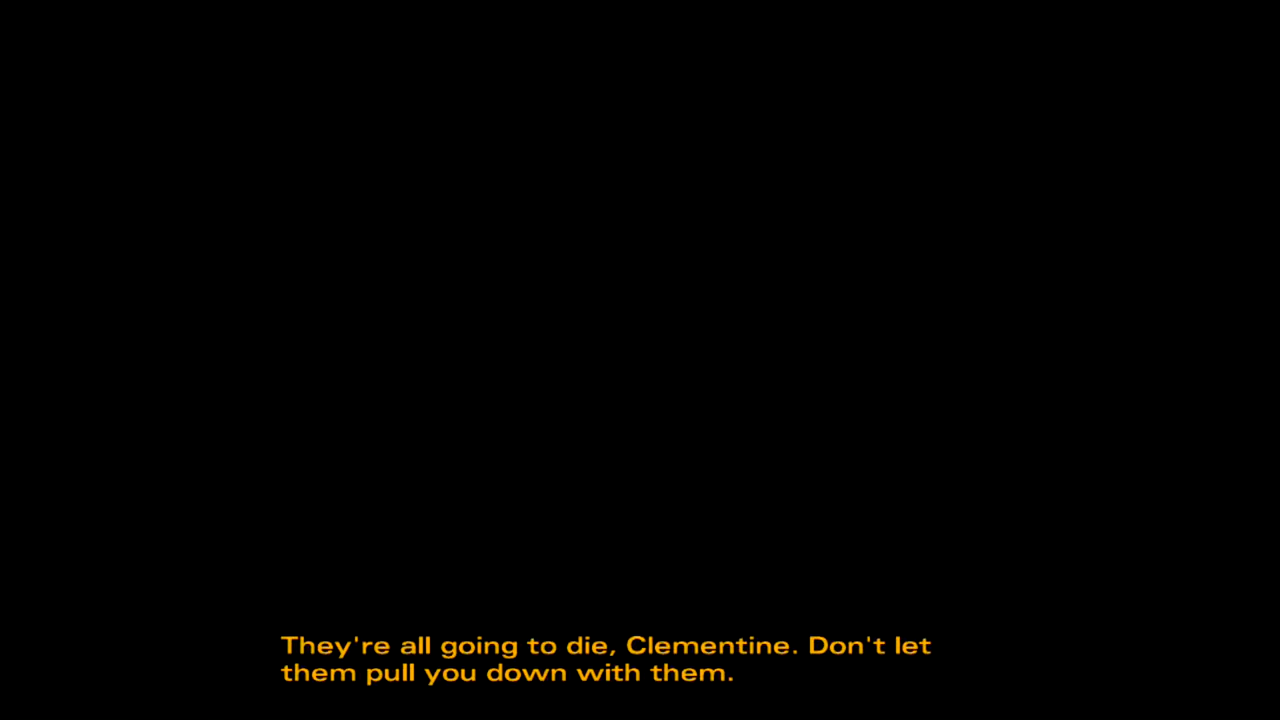 They're all going to die, Clementine. Don't let
them pull you down with them.